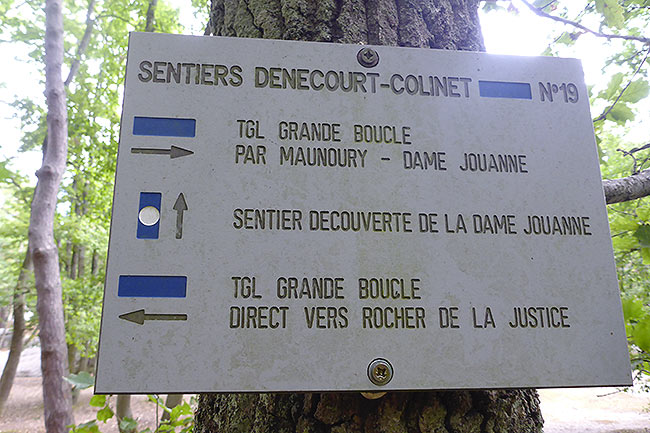 SENTIERS DENECOURT-COLINET N°19
TGL GRANDE BOUCLE
PAR MAUNOURY - DAME JOUANNE
SENTIER DECOUVERTE DE LA DAME JOUANNE
TGL GRANDE BOUCLE
DIRECT VERS ROCHER DE LA JUSTICE